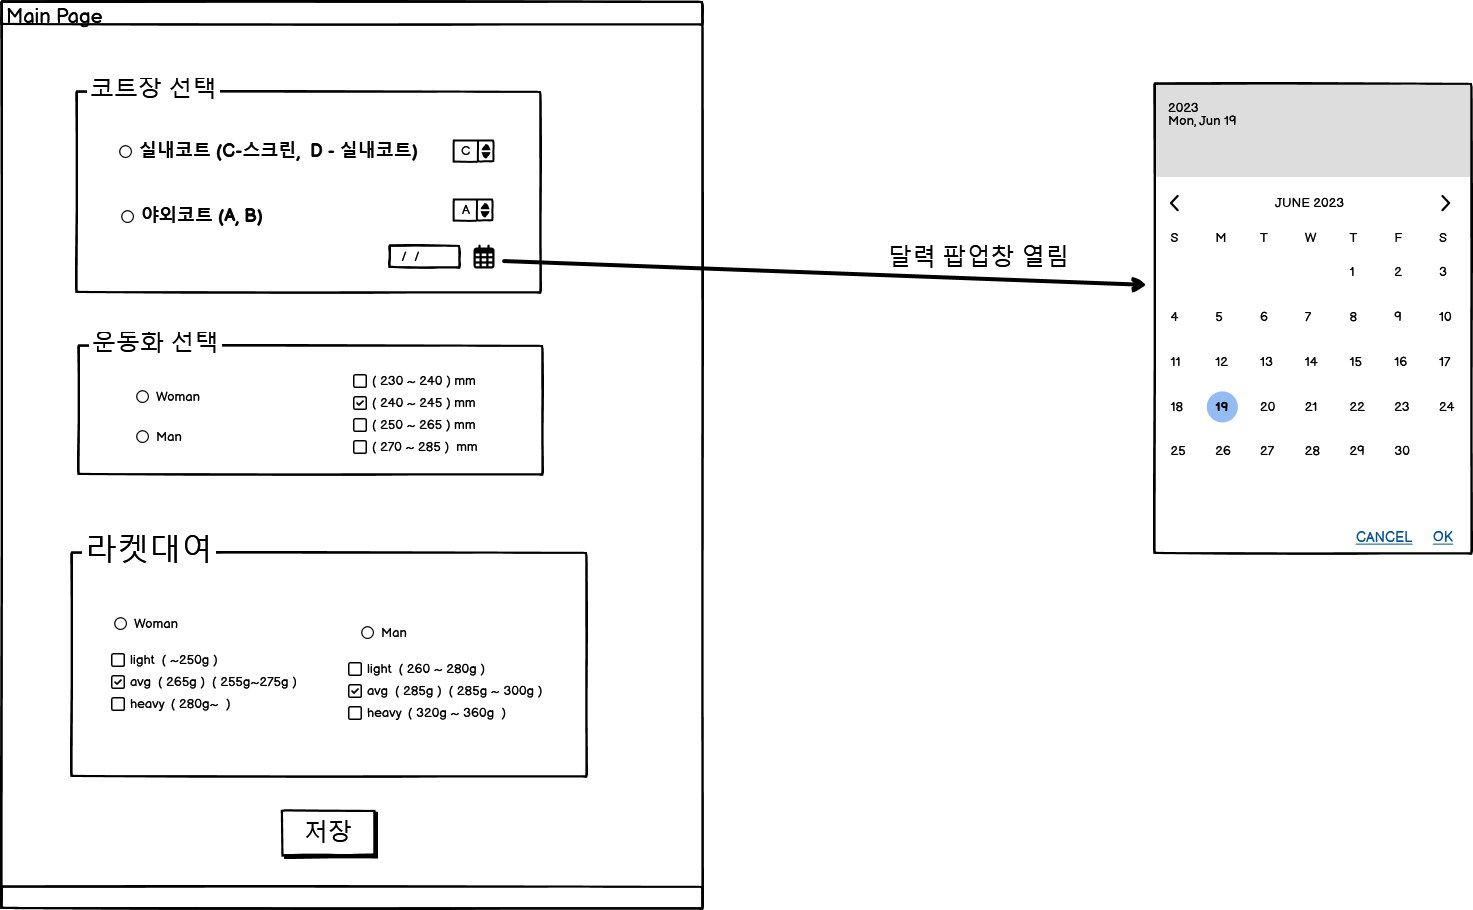 Main Page
코트장 선택
실내코트 (C-스크린, D - 실내코트)
C
야외코트 (A, B)
A
/ /
달력 팝업창 열림
운동화 선택
Woman
Man
( 230 ~ 240 ) mm
( 240 ~ 245 ) mm
( 250 ~ 265 ) mm
( 270 ~ 285 ) mm
라켓대여
Woman
light ( ~250g )
avg ( 265g ) ( 255g~275g )
heavy ( 280g~ )
Man
light ( 260 ~ 280g )
avg ( 285g ) ( 285g ~ 300g )
heavy ( 320g ~ 360g )
저장
2023
Mon, Jun 19
JUNE 2023
S M T W T F S
1 2 3
4 5 6 7 8 9 10
11 12 13 14 15 16 17
18 19 20 21 22 23 24
25 26 27 28 29 30
CANCEL OK